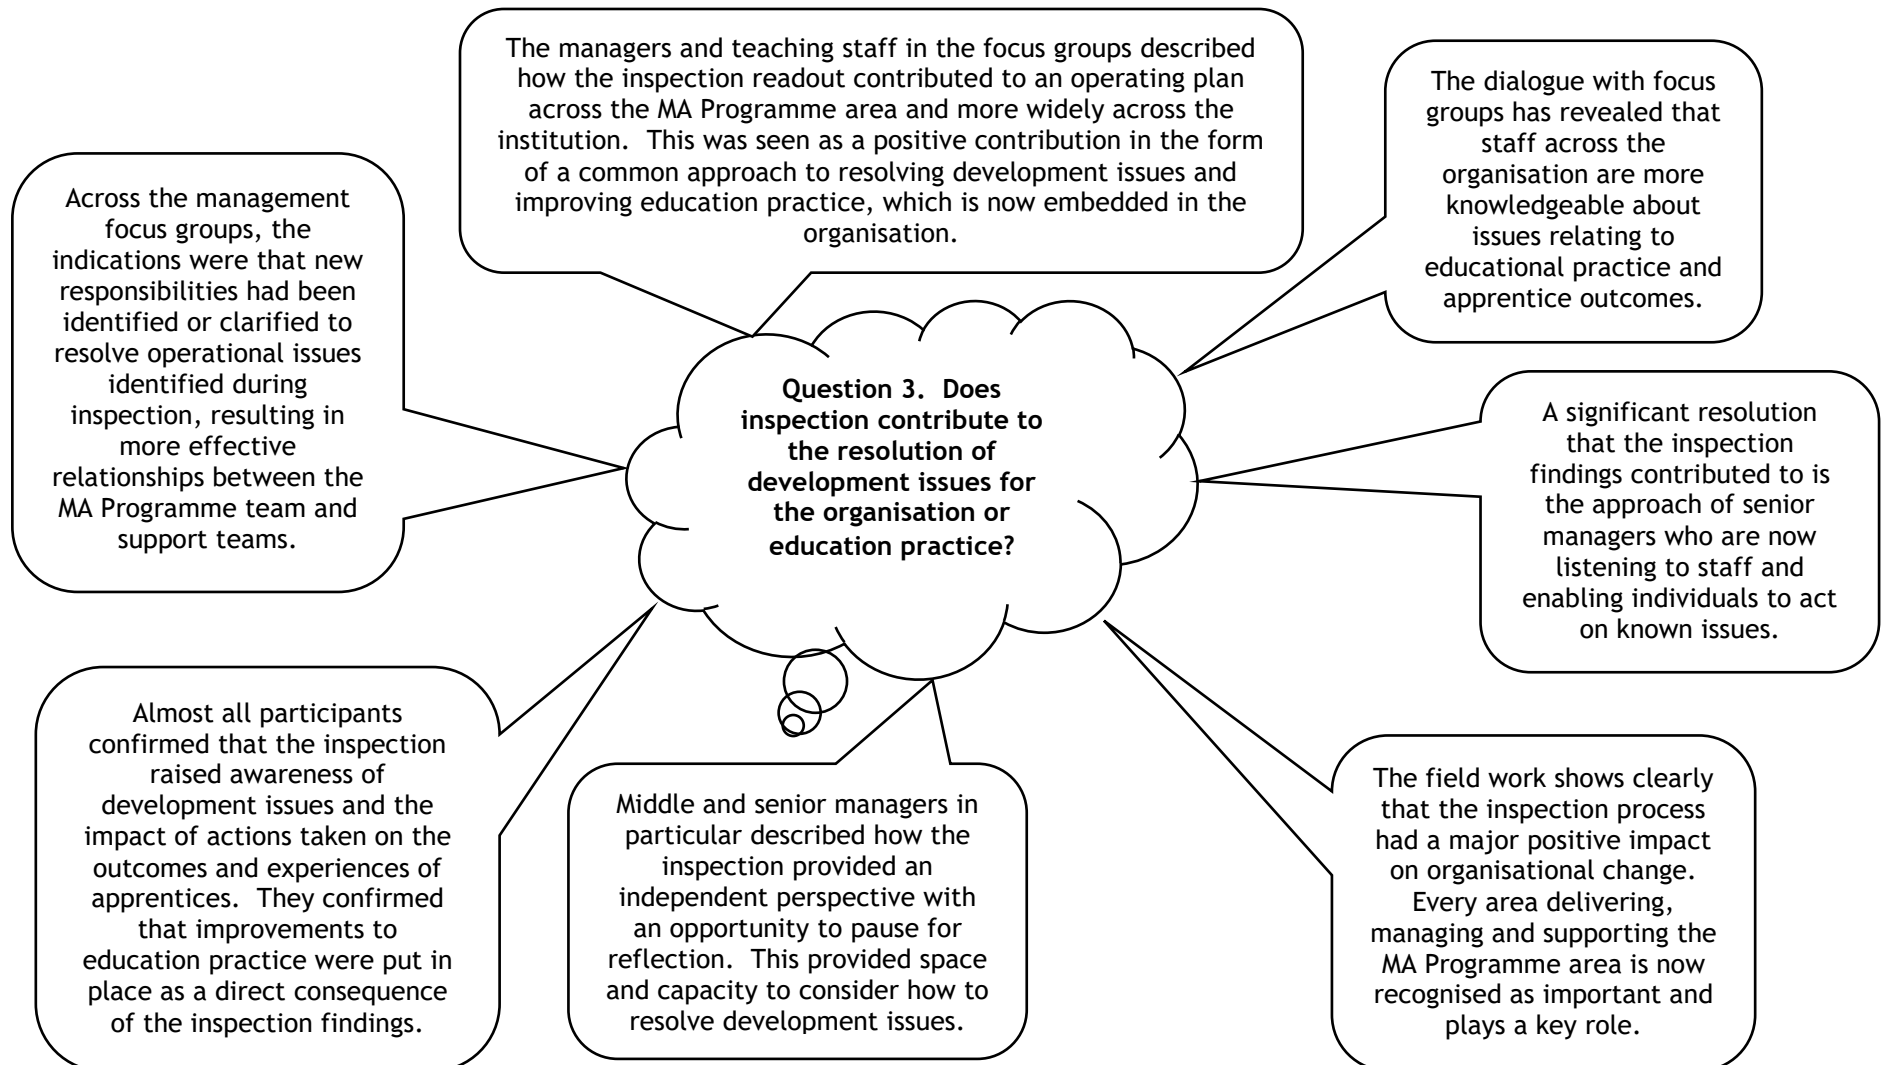 The managers and teaching staff in the focus groups described
how the inspection readout contributed to an operating plan
across the MA Programme area and more widely across the
institution.  This was seen as a positive contribution in the form
of a common approach to resolving development issues and
improving education practice, which is now embedded in the
organisation.
The dialogue with focus
groups has revealed that
staff across the
organisation are more
knowledgeable about
issues relating to
educational practice and
apprentice outcomes.
Across the management
focus groups, the
indications were that new
responsibilities had been
identified or clarified to
resolve operational issues
identified during
inspection, resulting in
more effective
relationships between the
MA Programme team and
support teams.
Question 3.  Does
inspection contribute to
the resolution of
development issues for
the organisation or
education practice?
A significant resolution
that the inspection
findings contributed to is
the approach of senior
managers who are now
listening to staff and
enabling individuals to act
on known issues.
Almost all participants
confirmed that the inspection
raised awareness of
development issues and the
impact of actions taken on the
outcomes and experiences of
apprentices.  They confirmed
that improvements to
education practice were put in
place as a direct consequence
of the inspection findings.
Middle and senior managers in
particular described how the
inspection provided an
independent perspective with
an opportunity to pause for
reflection.  This provided space
and capacity to consider how to
resolve development issues.
The field work shows clearly
that the inspection process
had a major positive impact
on organisational change.
Every area delivering,
managing and supporting the
MA Programme area is now
recognised as important and
plays a key role.